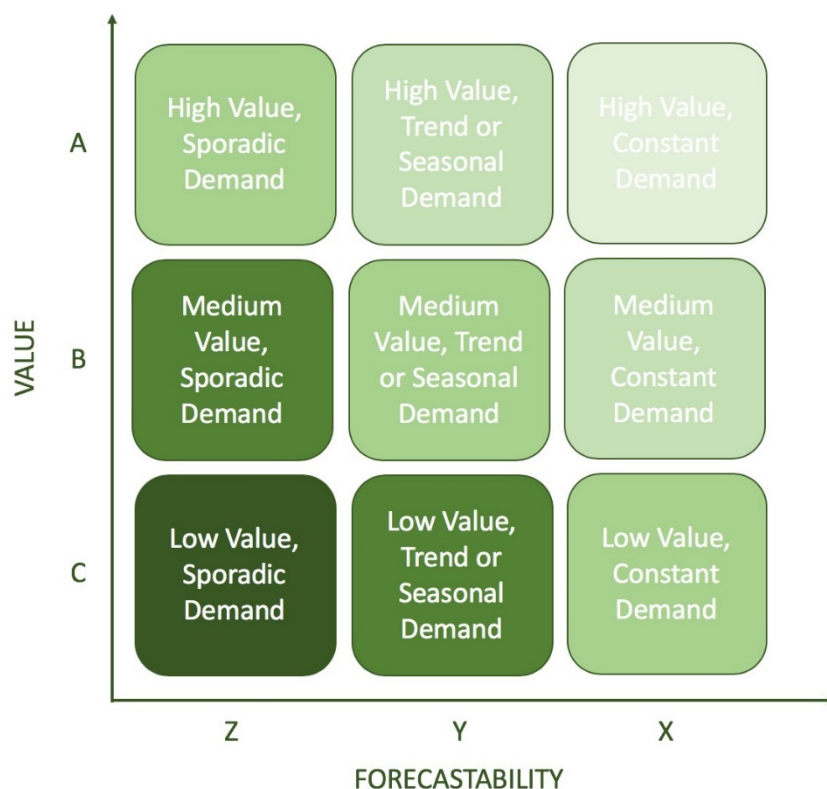 A
High Value,
Sporadic
Demand
High Value,
Trend or
Seasonal
Demand
High Value,
Constant
Demand
VALUE
B
Medium
Value,
Sporadic
Demand
Medium
Value, Trend
or Seasonal
Demand
Medium
Value,
Constant
Demand
C
Low Value,
Sporadic
Demand
Low Value,
Trend or
Seasonal
Demand
Low Value,
Constant
Demand
Z
Y
X
FORECASTABILITY